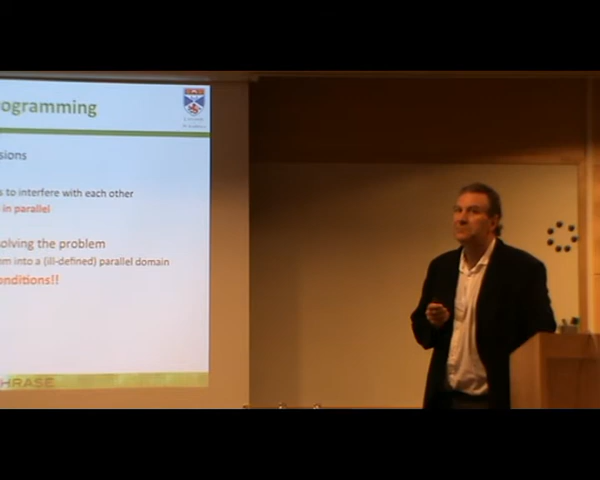 ogramming
sions
s to interfere with each other
in parallel
olving the problem
em into a (ill-defined) parallel domain
onditions!!
HRASE